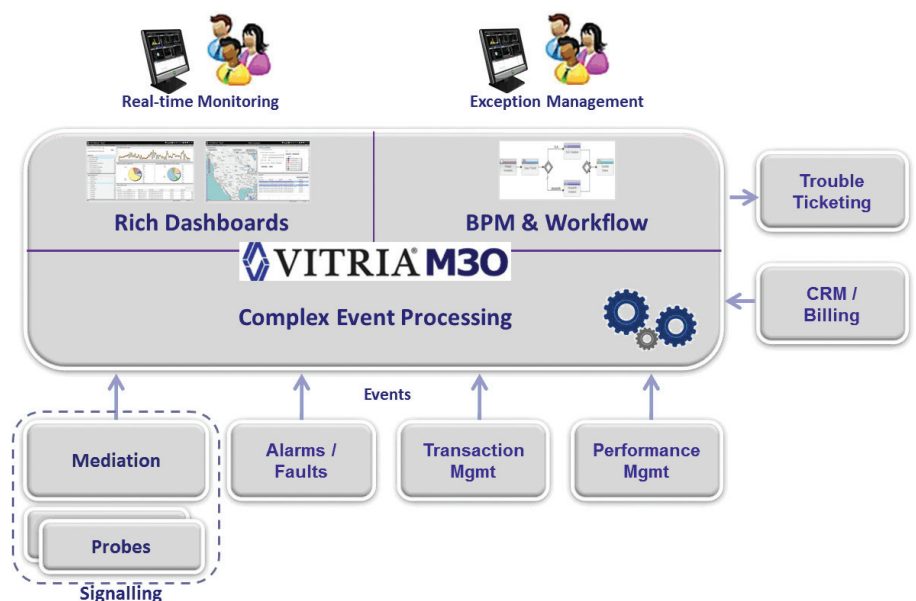 Real-time Monitoring
Exception Management
Rich Dashboards
BPM & Workflow
VITRIA® M3O
Complex Event Processing
Trouble
Ticketing
CRM /
Billing
Events
Mediation
Alarms /
Faults
Transaction
Mgmt
Performance
Mgmt
Probes
Signalling